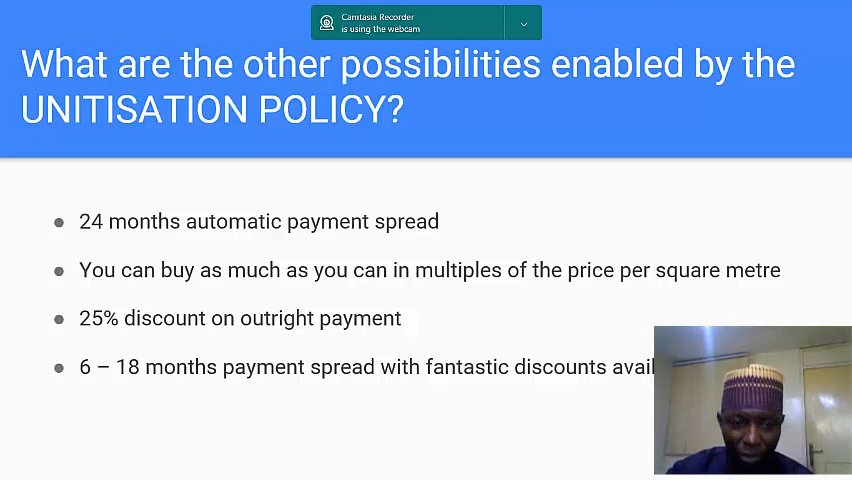 Camtasia Recorder
is using the webcam
What are the other possibilities enabled by the
UNITISATION POLICY?
24 months automatic payment spread
You can buy as much as you can in multiples of the price per square metre
25% discount on outright payment
6 – 18 months payment spread with fantastic discounts